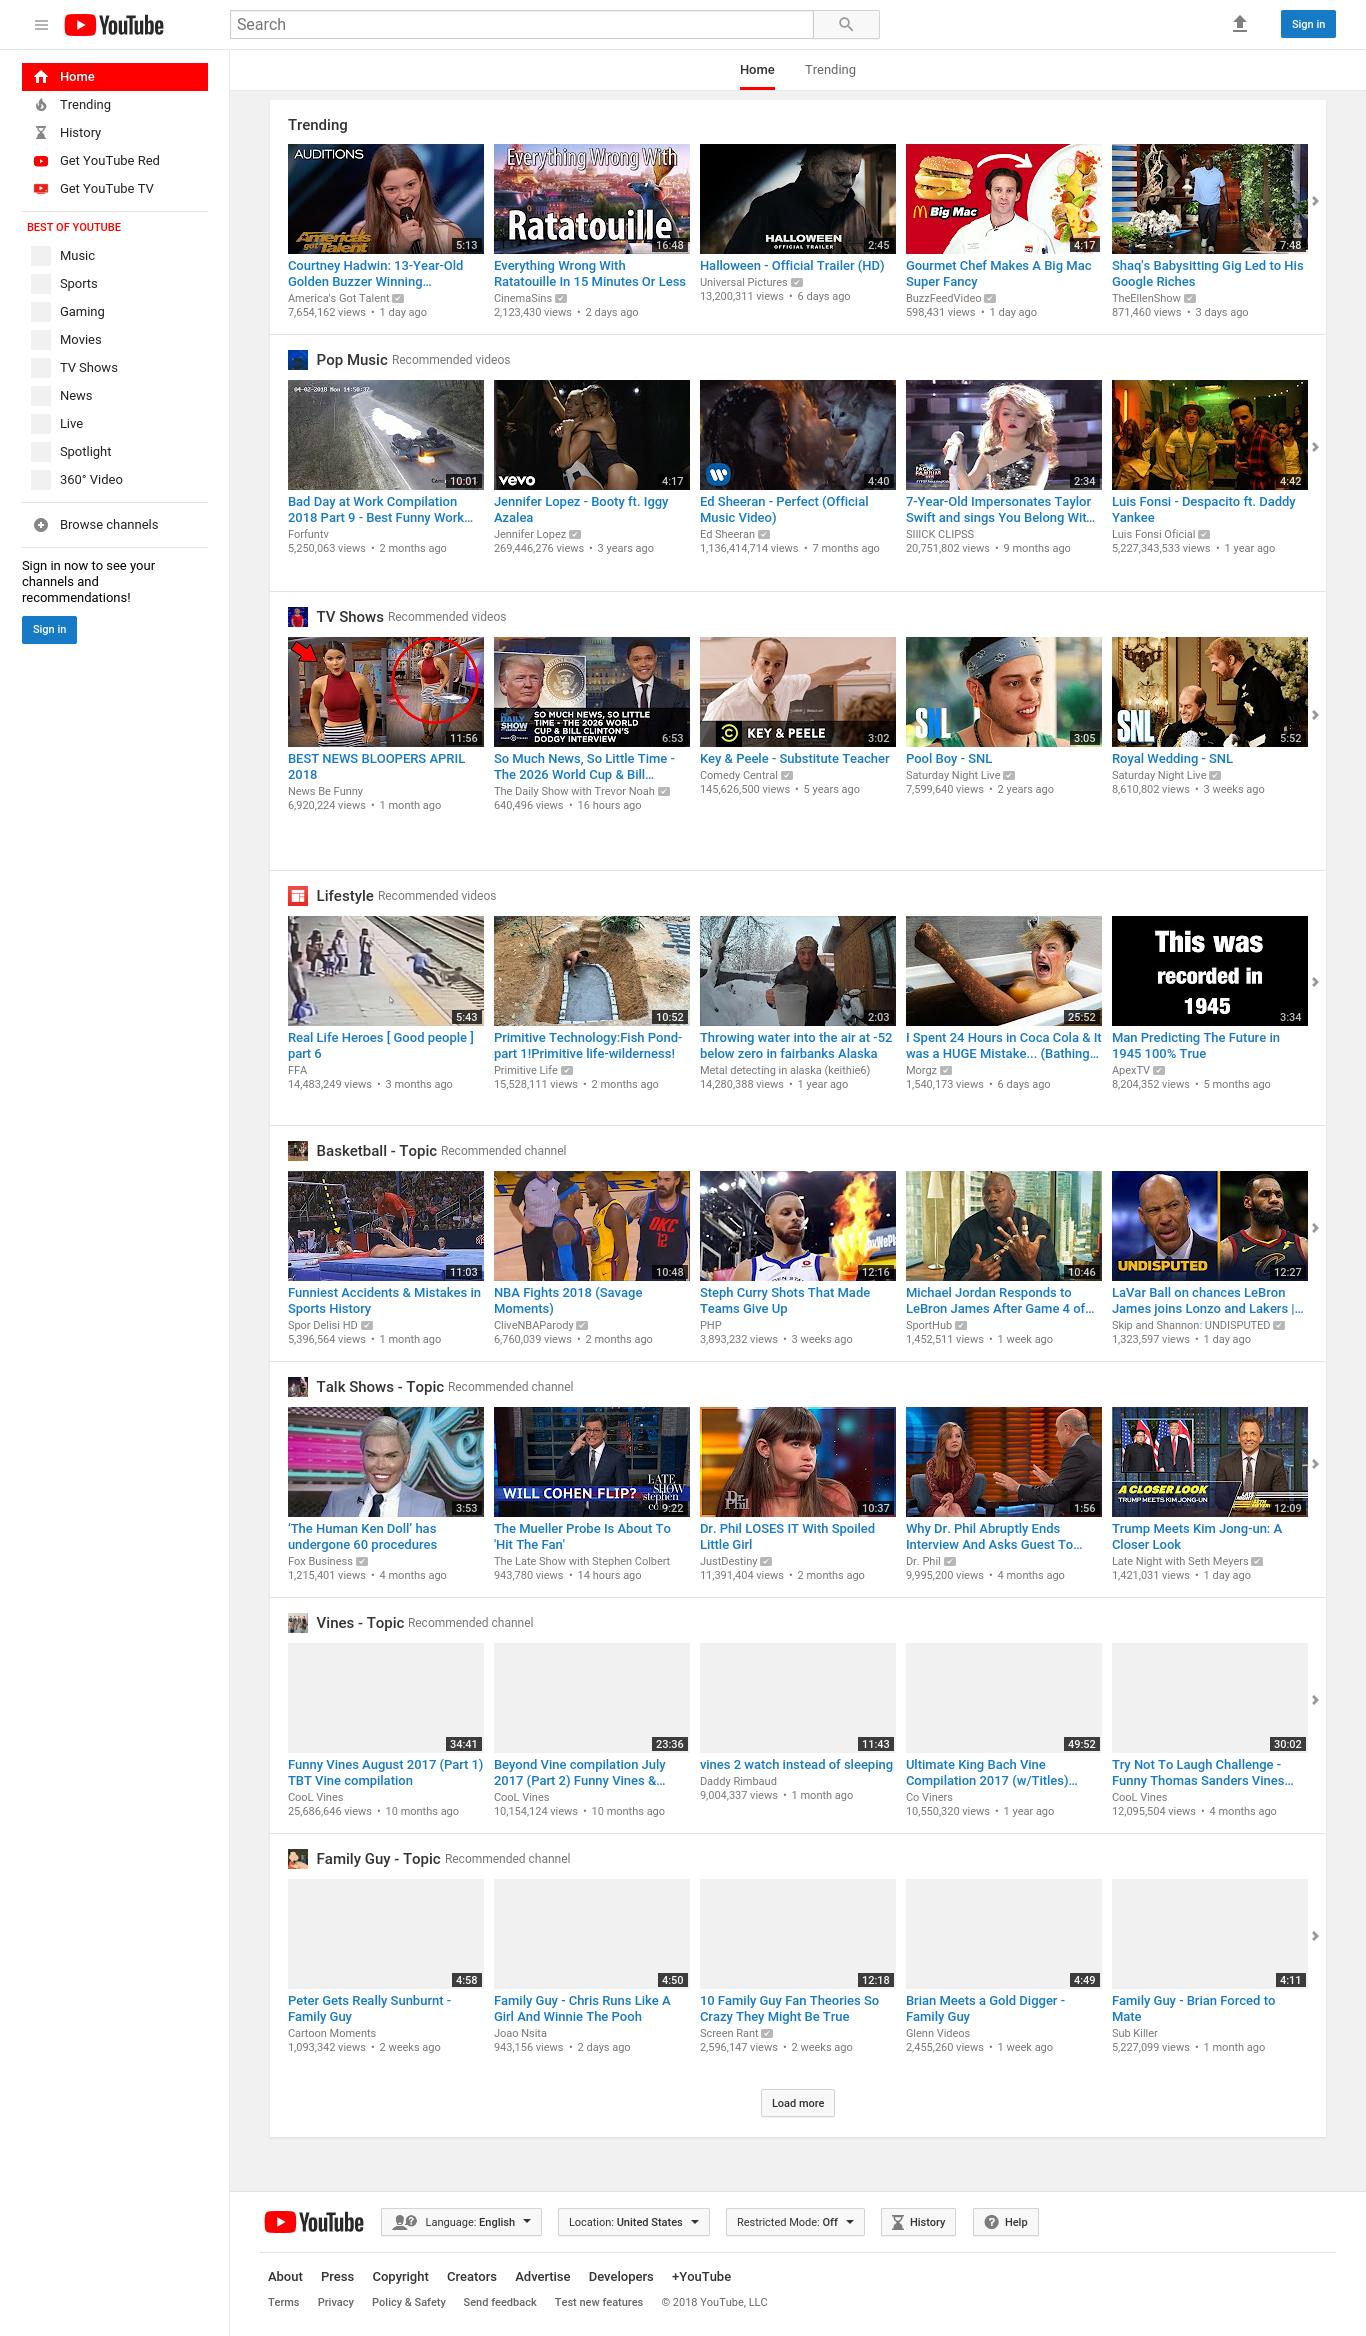 YouTube
Search
Sign in
Home
Trending
History
Get YouTube Red
Get YouTube TV
BEST OF YOUTUBE
Music
Sports
Gaming
Movies
TV Shows
News
Live
Spotlight
360° Video
Browse channels
Sign in now to see your
channels and
recommendations!
Sign in
Home Trending
Trending
AUDITIONS
America's
got Talent
5:13
Everything Wrong With
Ratatouille
16:48
HALLOWEEN
OFFICIAL TRAILER
2:45
Big Mac
4:17
7:48
Courtney Hadwin: 13-Year-Old
Golden Buzzer Winning...
America's Got Talent
7,654,162 views • 1 day ago
Everything Wrong With
Ratatouille In 15 Minutes Or Less
CinemaSins
2,123,430 views • 2 days ago
Halloween - Official Trailer (HD)
Universal Pictures
13,200,311 views • 6 days ago
Gourmet Chef Makes A Big Mac
Super Fancy
BuzzFeedVideo
598,431 views • 1 day ago
Shaq's Babysitting Gig Led to His
Google Riches
TheEllenShow
871,460 views • 3 days ago
Pop Music Recommended videos
04-02-2018 Mon 14:50:37
10:01
vevo
4:17
4:40
2:34
4:42
Bad Day at Work Compilation
2018 Part 9 - Best Funny Work...
Forfuntv
5,250,063 views • 2 months ago
Jennifer Lopez - Booty ft. Iggy
Azalea
Jennifer Lopez
269,446,276 views • 3 years ago
Ed Sheeran - Perfect (Official
Music Video)
Ed Sheeran
1,136,414,714 views • 7 months ago
7-Year-Old Impersonates Taylor
Swift and sings You Belong Wit...
SIIICK CLIPSS
20,751,802 views • 9 months ago
Luis Fonsi - Despacito ft. Daddy
Yankee
Luis Fonsi Oficial
5,227,343,533 views • 1 year ago
TV Shows Recommended videos
11:56
DAILY
SHOW
SO MUCH NEWS, SO LITTLE
TIME - THE 2026 WORLD
CUP & BILL CLINTON'S
DODGY INTERVIEW
6:53
KEY & PEELE
3:02
SNL
3:05
SNL
5:52
BEST NEWS BLOOPERS APRIL
2018
News Be Funny
6,920,224 views • 1 month ago
So Much News, So Little Time -
The 2026 World Cup & Bill...
The Daily Show with Trevor Noah
640,496 views • 16 hours ago
Key & Peele - Substitute Teacher
Comedy Central
145,626,500 views • 5 years ago
Pool Boy - SNL
Saturday Night Live
7,599,640 views • 2 years ago
Royal Wedding - SNL
Saturday Night Live
8,610,802 views • 3 weeks ago
Lifestyle Recommended videos
5:43
10:52
2:03
25:52
This was
recorded in
1945
3:34
Real Life Heroes [ Good people ]
part 6
FFA
14,483,249 views • 3 months ago
Primitive Technology:Fish Pond-
part 1!Primitive life-wilderness!
Primitive Life
15,528,111 views • 2 months ago
Throwing water into the air at -52
below zero in fairbanks Alaska
Metal detecting in alaska (keithie6)
14,280,388 views • 1 year ago
I Spent 24 Hours in Coca Cola & It
was a HUGE Mistake... (Bathing...
Morgz
1,540,173 views • 6 days ago
Man Predicting The Future in
1945 100% True
ApexTV
8,204,352 views • 5 months ago
Basketball - Topic Recommended channel
11:03
OKC
12
10:48
12:16
10:46
UNDISPUTED
12:27
Funniest Accidents & Mistakes in
Sports History
Spor Delisi HD
5,396,564 views • 1 month ago
NBA Fights 2018 (Savage
Moments)
CliveNBAParody
6,760,039 views • 2 months ago
Steph Curry Shots That Made
Teams Give Up
PHP
3,893,232 views • 3 weeks ago
Michael Jordan Responds to
LeBron James After Game 4 of...
SportHub
1,452,511 views • 1 week ago
LaVar Ball on chances LeBron
James joins Lonzo and Lakers |...
Skip and Shannon: UNDISPUTED
1,323,597 views • 1 day ago
Talk Shows - Topic Recommended channel
3:53
WILL COHEN FLIP?
LATE
SHOW
stephen
9:22
Dr.
Phil
10:37
1:56
A CLOSER LOOK
TRUMP MEETS KIM JONG-UN
12:09
‘The Human Ken Doll’ has
undergone 60 procedures
Fox Business
1,215,401 views • 4 months ago
The Mueller Probe Is About To
'Hit The Fan'
The Late Show with Stephen Colbert
943,780 views • 14 hours ago
Dr. Phil LOSES IT With Spoiled
Little Girl
JustDestiny
11,391,404 views • 2 months ago
Why Dr. Phil Abruptly Ends
Interview And Asks Guest To...
Dr. Phil
9,995,200 views • 4 months ago
Trump Meets Kim Jong-un: A
Closer Look
Late Night with Seth Meyers
1,421,031 views • 1 day ago
Vines - Topic Recommended channel
34:41
23:36
11:43
49:52
30:02
Funny Vines August 2017 (Part 1)
TBT Vine compilation
CooL Vines
25,686,646 views • 10 months ago
Beyond Vine compilation July
2017 (Part 2) Funny Vines &...
CooL Vines
10,154,124 views • 10 months ago
vines 2 watch instead of sleeping
Daddy Rimbaud
9,004,337 views • 1 month ago
Ultimate King Bach Vine
Compilation 2017 (w/Titles)...
Co Viners
10,550,320 views • 1 year ago
Try Not To Laugh Challenge -
Funny Thomas Sanders Vines...
CooL Vines
12,095,504 views • 4 months ago
Family Guy - Topic Recommended channel
4:58
4:50
12:18
4:49
4:11
Peter Gets Really Sunburnt -
Family Guy
Cartoon Moments
1,093,342 views • 2 weeks ago
Family Guy - Chris Runs Like A
Girl And Winnie The Pooh
Joao Nsita
943,156 views • 2 days ago
10 Family Guy Fan Theories So
Crazy They Might Be True
Screen Rant
2,596,147 views • 2 weeks ago
Brian Meets a Gold Digger -
Family Guy
Glenn Videos
2,455,260 views • 1 week ago
Family Guy - Brian Forced to
Mate
Sub Killer
5,227,099 views • 1 month ago
Load more
YouTube Language: English Location: United States Restricted Mode: Off History Help
About Press Copyright Creators Advertise Developers +YouTube
Terms Privacy Policy & Safety Send feedback Test new features © 2018 YouTube, LLC